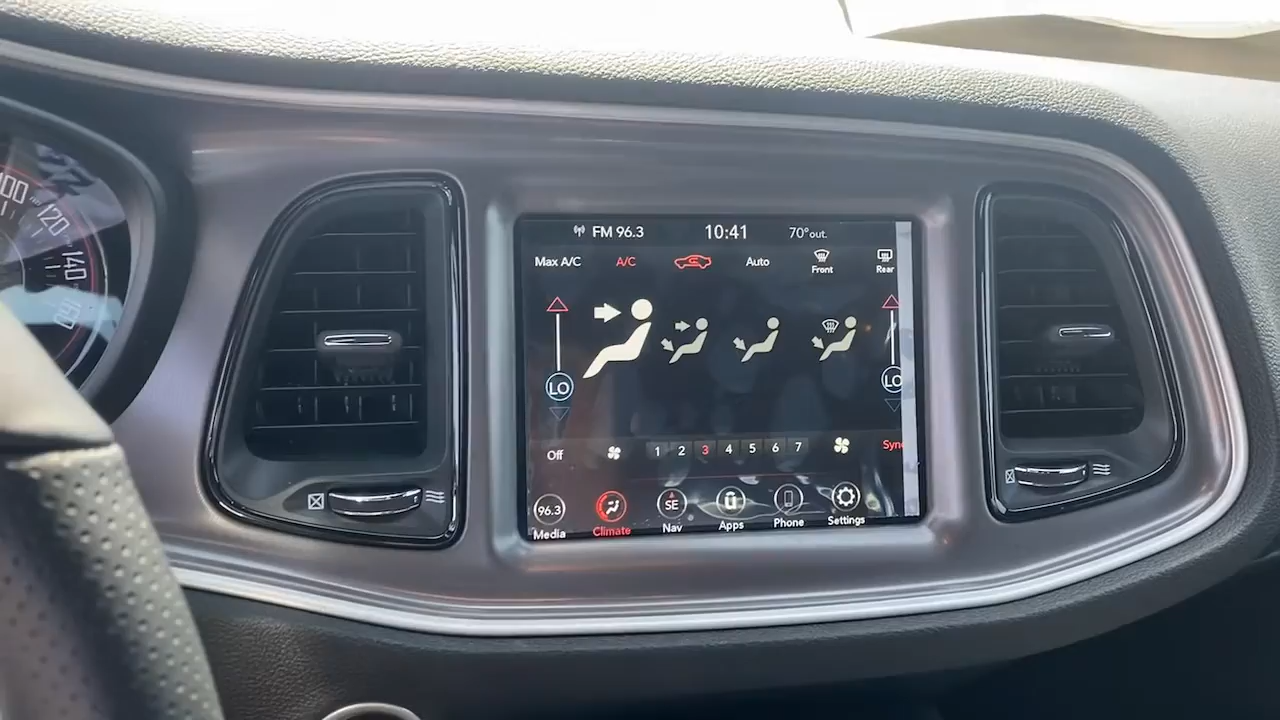 100
120
140
160
FM 96.3 10:41 70° out.
Max A/C A/C Auto Front Rear
LO LO
Off 1 2 3 4 5 6 7 Sync
96.3 SE
Media Climate Nav Apps Phone Settings